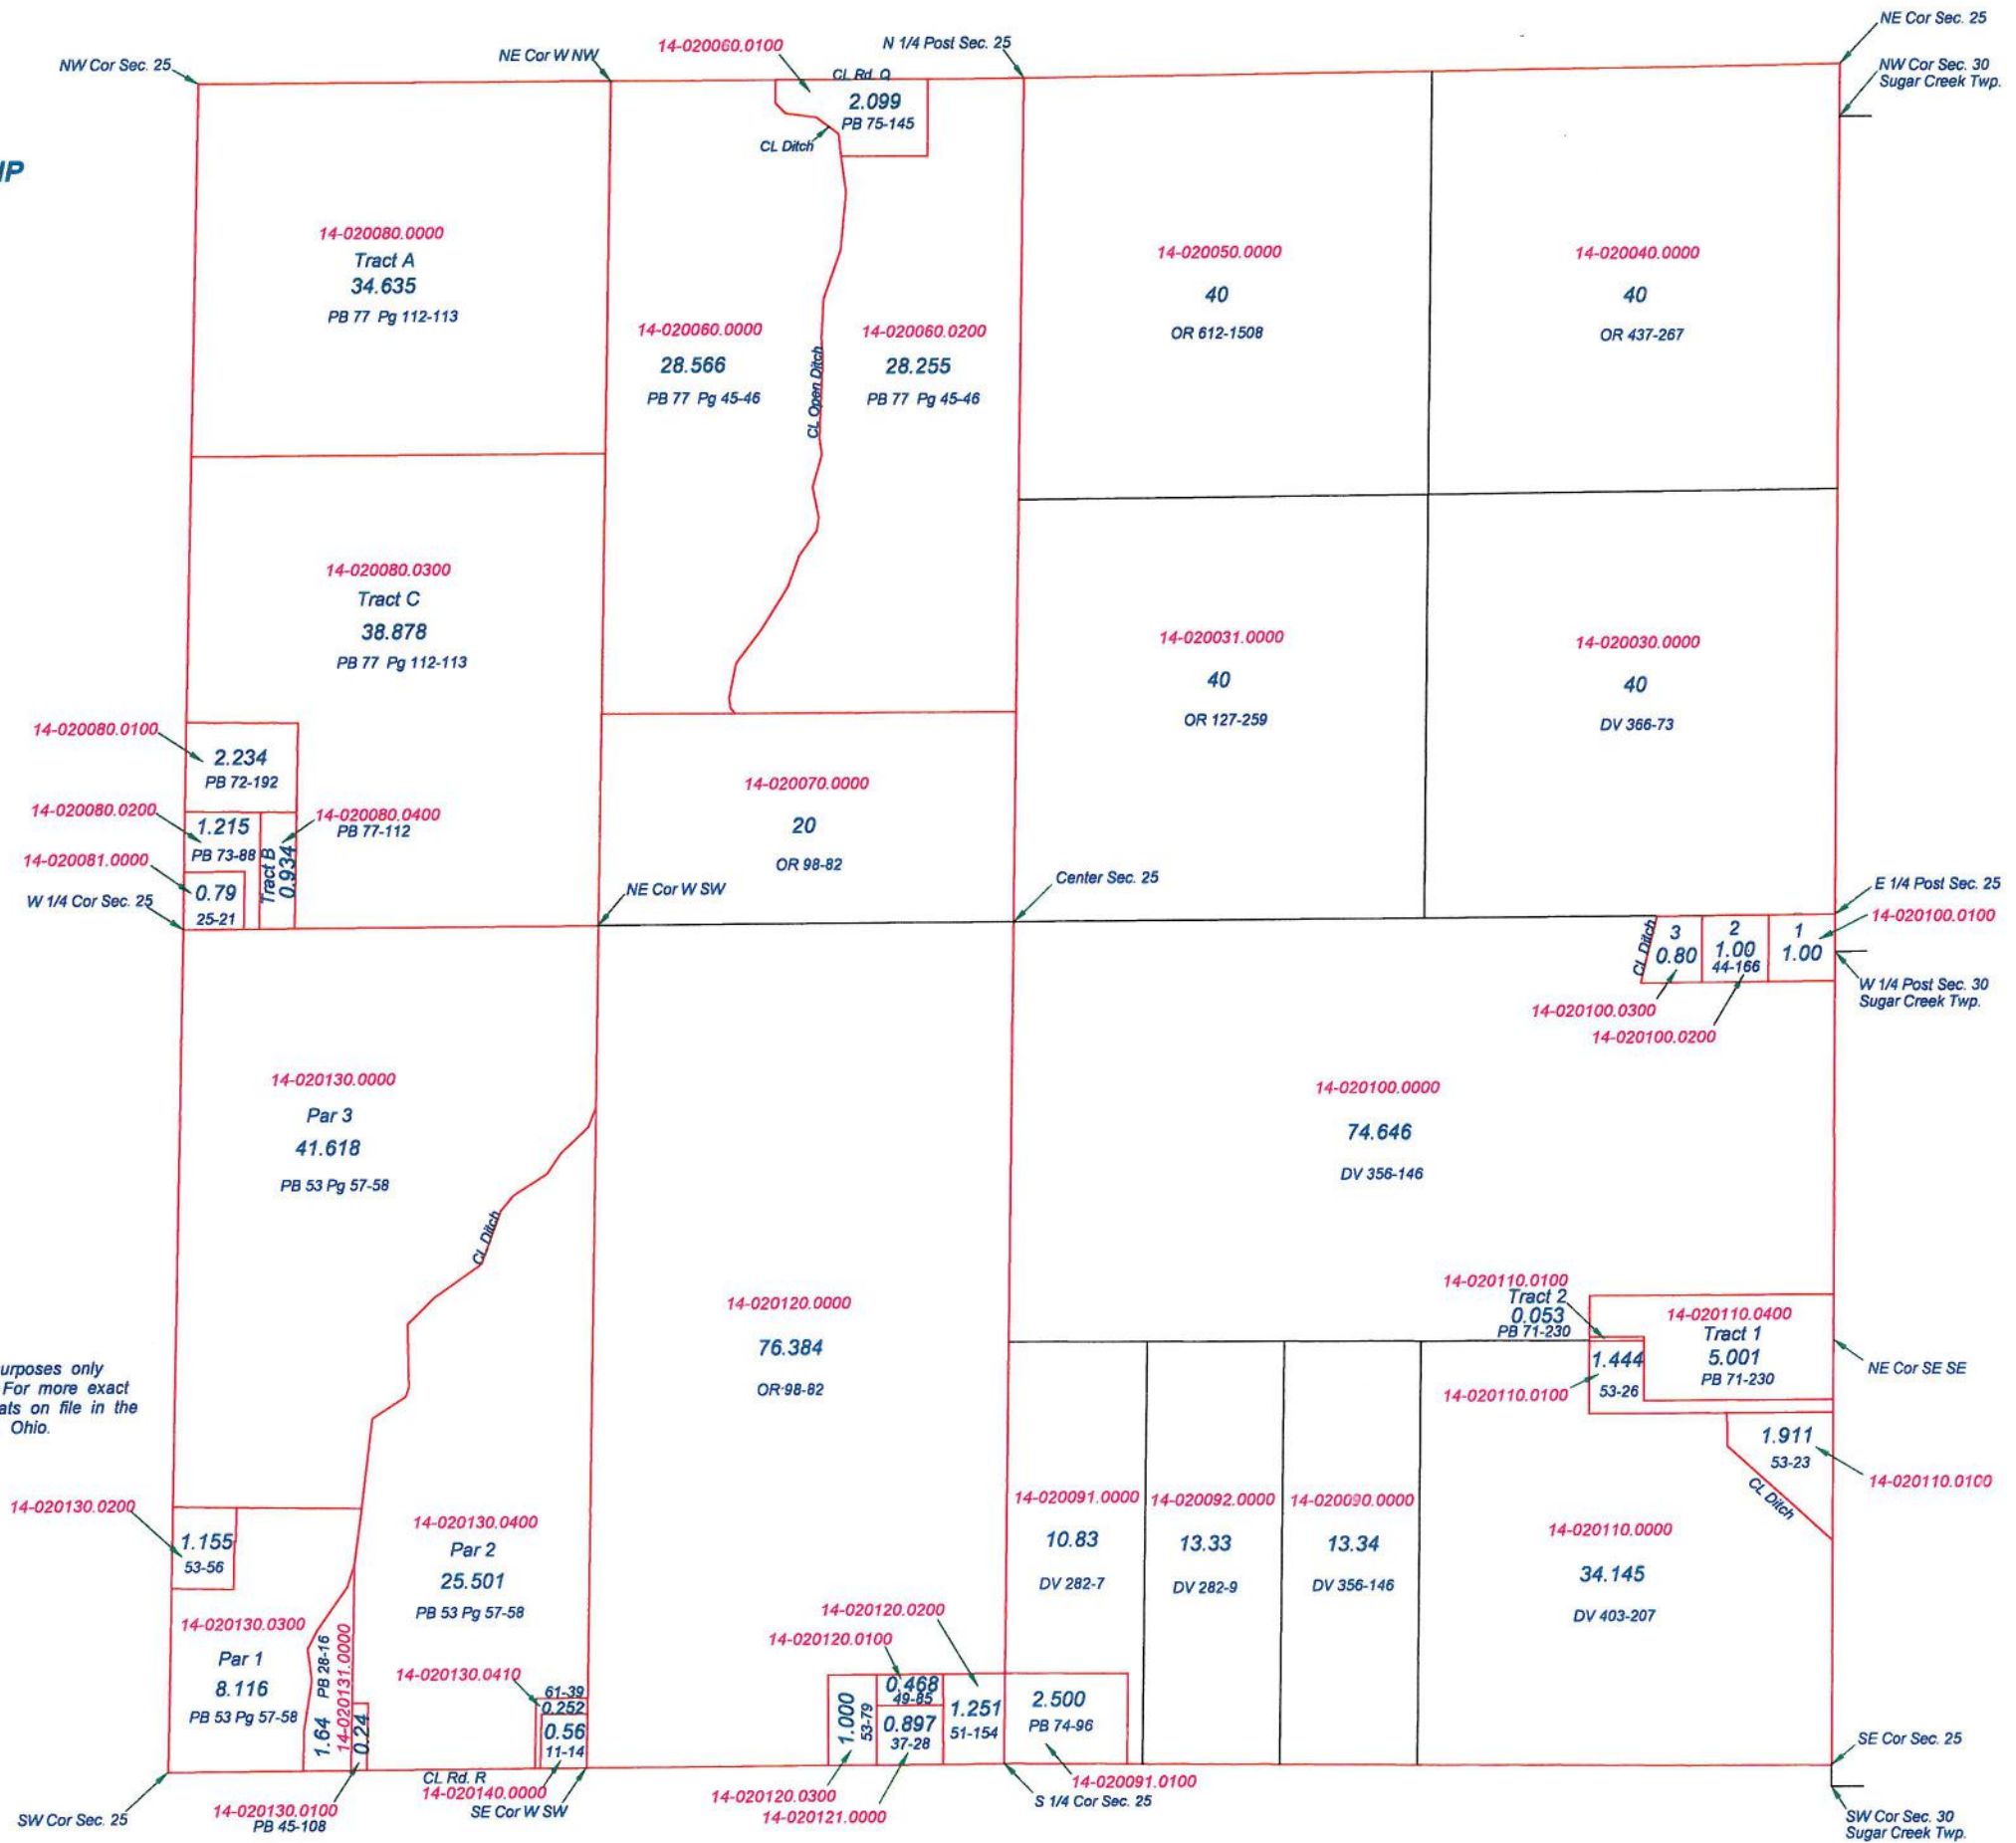 NE Cor Sec. 25
NW Cor Sec. 30
Sugar Creek Twp.
N 1/4 Post Sec. 25
14-020060.0100
NE Cor W NW
NW Cor Sec. 25
CL Rd. Q
2.099
PB 75-145
CL Ditch
IP
14-020080.0000
Tract A
34.635
PB 77 Pg 112-113
14-020060.0000
28.566
PB 77 Pg 45-46
CL Open Ditch
14-020060.0200
28.255
PB 77 Pg 45-46
14-020050.0000
40
OR 612-1508
14-020040.0000
40
OR 437-267
14-020080.0300
Tract C
38.878
PB 77 Pg 112-113
14-020031.0000
40
OR 127-259
14-020030.0000
40
DV 366-73
14-020080.0100
2.234
PB 72-192
14-020080.0200
1.215
PB 73-88
14-020080.0400
PB 77-112
Tract B
0.934
14-020081.0000
0.79
25-21
W 1/4 Cor Sec. 25
14-020070.0000
20
OR 98-82
NE Cor W SW
Center Sec. 25
E 1/4 Post Sec. 25
14-020100.0100
CL Ditch
3
0.80
2
1.00
44-166
1
1.00
W 1/4 Post Sec. 30
Sugar Creek Twp.
14-020100.0300
14-020100.0200
14-020130.0000
Par 3
41.618
PB 53 Pg 57-58
CL Ditch
14-020100.0000
74.646
DV 356-146
14-020120.0000
76.384
OR 98-82
14-020110.0100
Tract 2
0.053
PB 71-230
14-020110.0400
Tract 1
5.001
PB 71-230
NE Cor SE SE
1.444
53-26
14-020110.0100
1.911
53-23
14-020110.0100
CL Ditch
urposes only
For more exact
ats on file in the
Ohio.
14-020130.0200
1.155
53-56
14-020130.0400
Par 2
25.501
PB 53 Pg 57-58
14-020091.0000
10.83
DV 282-7
14-020092.0000
13.33
DV 282-9
14-020090.0000
13.34
DV 356-146
14-020110.0000
34.145
DV 403-207
14-020130.0300
Par 1
8.116
PB 53 Pg 57-58
1.64 PB 28-16
14-020131.0000
0.24
14-020130.0410
61-39
0.252
0.56
11-14
14-020120.0200
14-020120.0100
1.000
53-79
0.468
49-85
0.897
37-28
1.251
51-154
2.500
PB 74-96
CL Rd. R
14-020140.0000
SE Cor W SW
14-020130.0100
PB 45-108
SW Cor Sec. 25
14-020120.0300
14-020121.0000
14-020091.0100
S 1/4 Cor Sec. 25
SE Cor Sec. 25
SW Cor Sec. 30
Sugar Creek Twp.